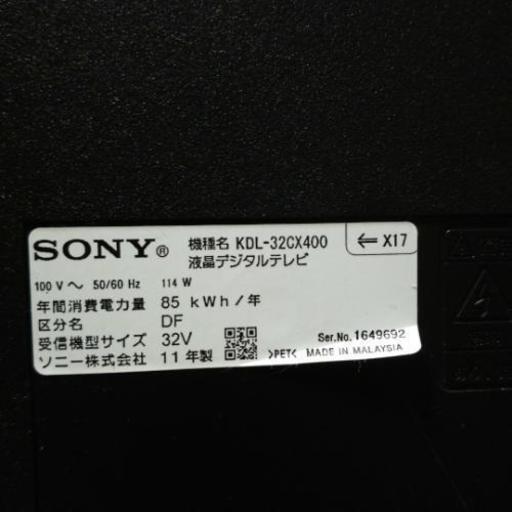 SONY® 機種名 KDL-32CX400 ← X17
液晶デジタルテレビ
100 V ～ 50/60 Hz 114 W
年間消費電力量 85 kWh/年
区分名 DF
受信機型サイズ 32V
ソニー株式会社 11年製
Ser.No. 1649692
>PET< MADE IN MALAYSIA